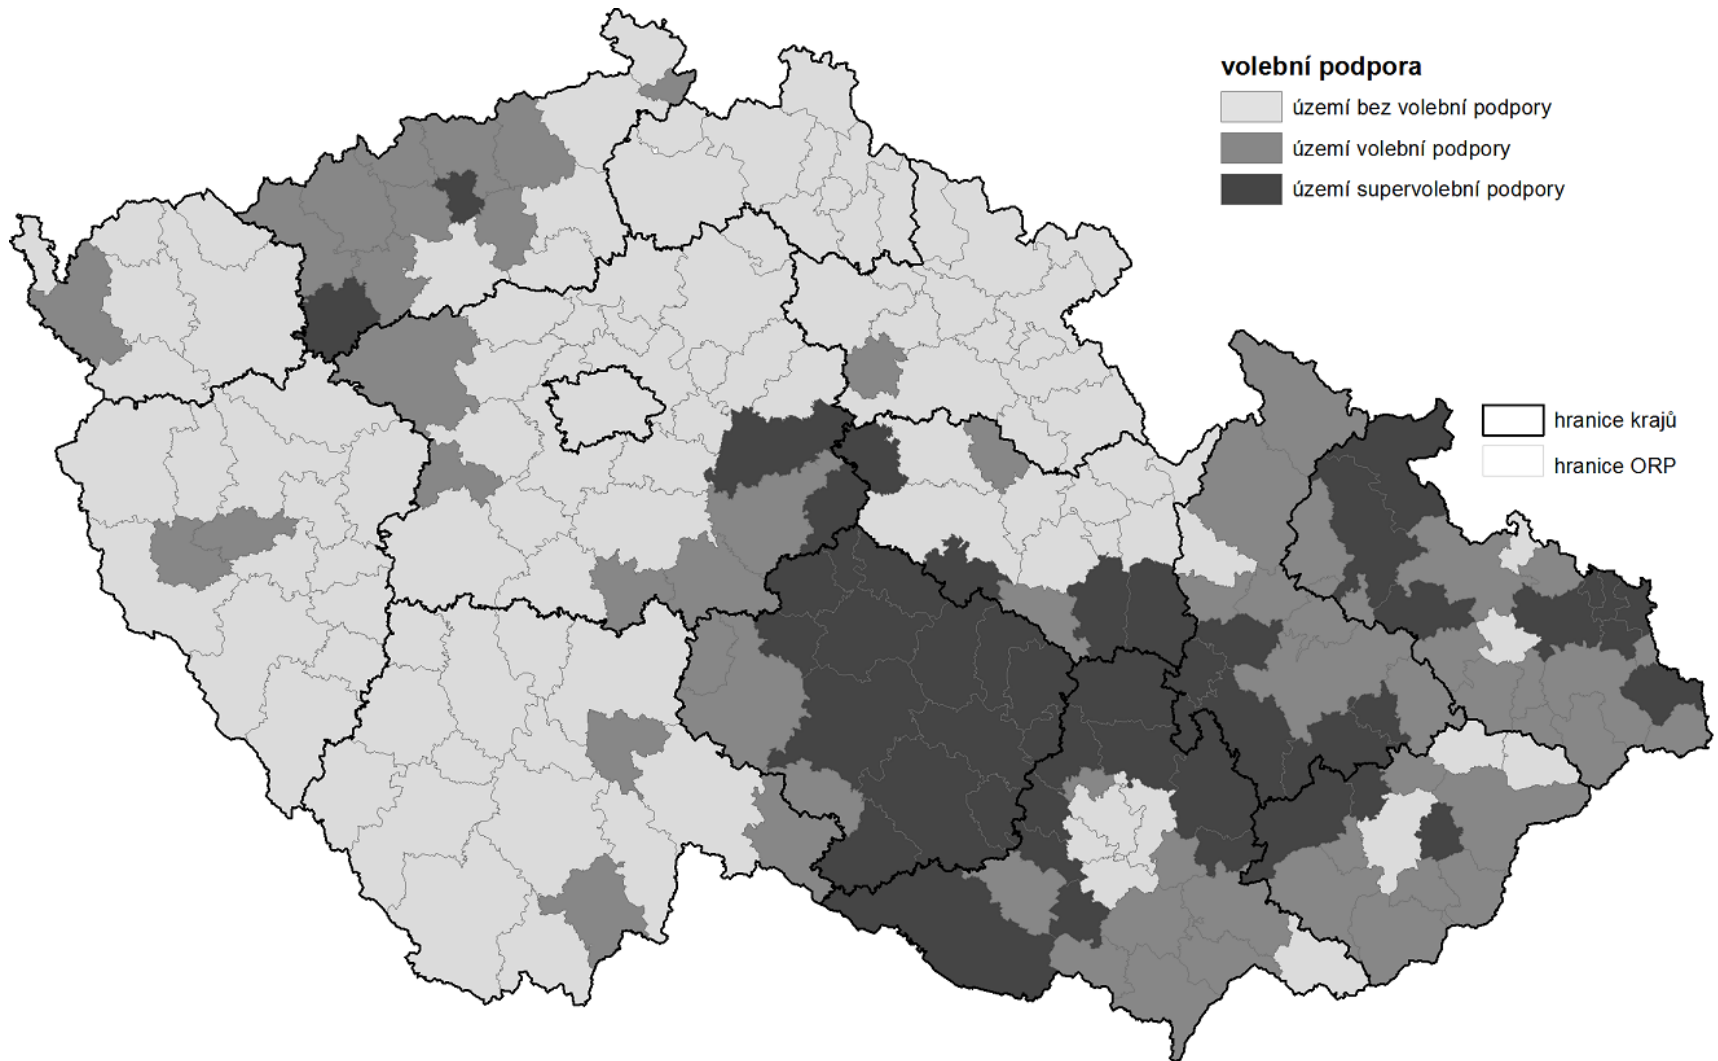 volební podpora
území bez volební podpory
území volební podpory
území supervolební podpory
hranice krajů
hranice ORP